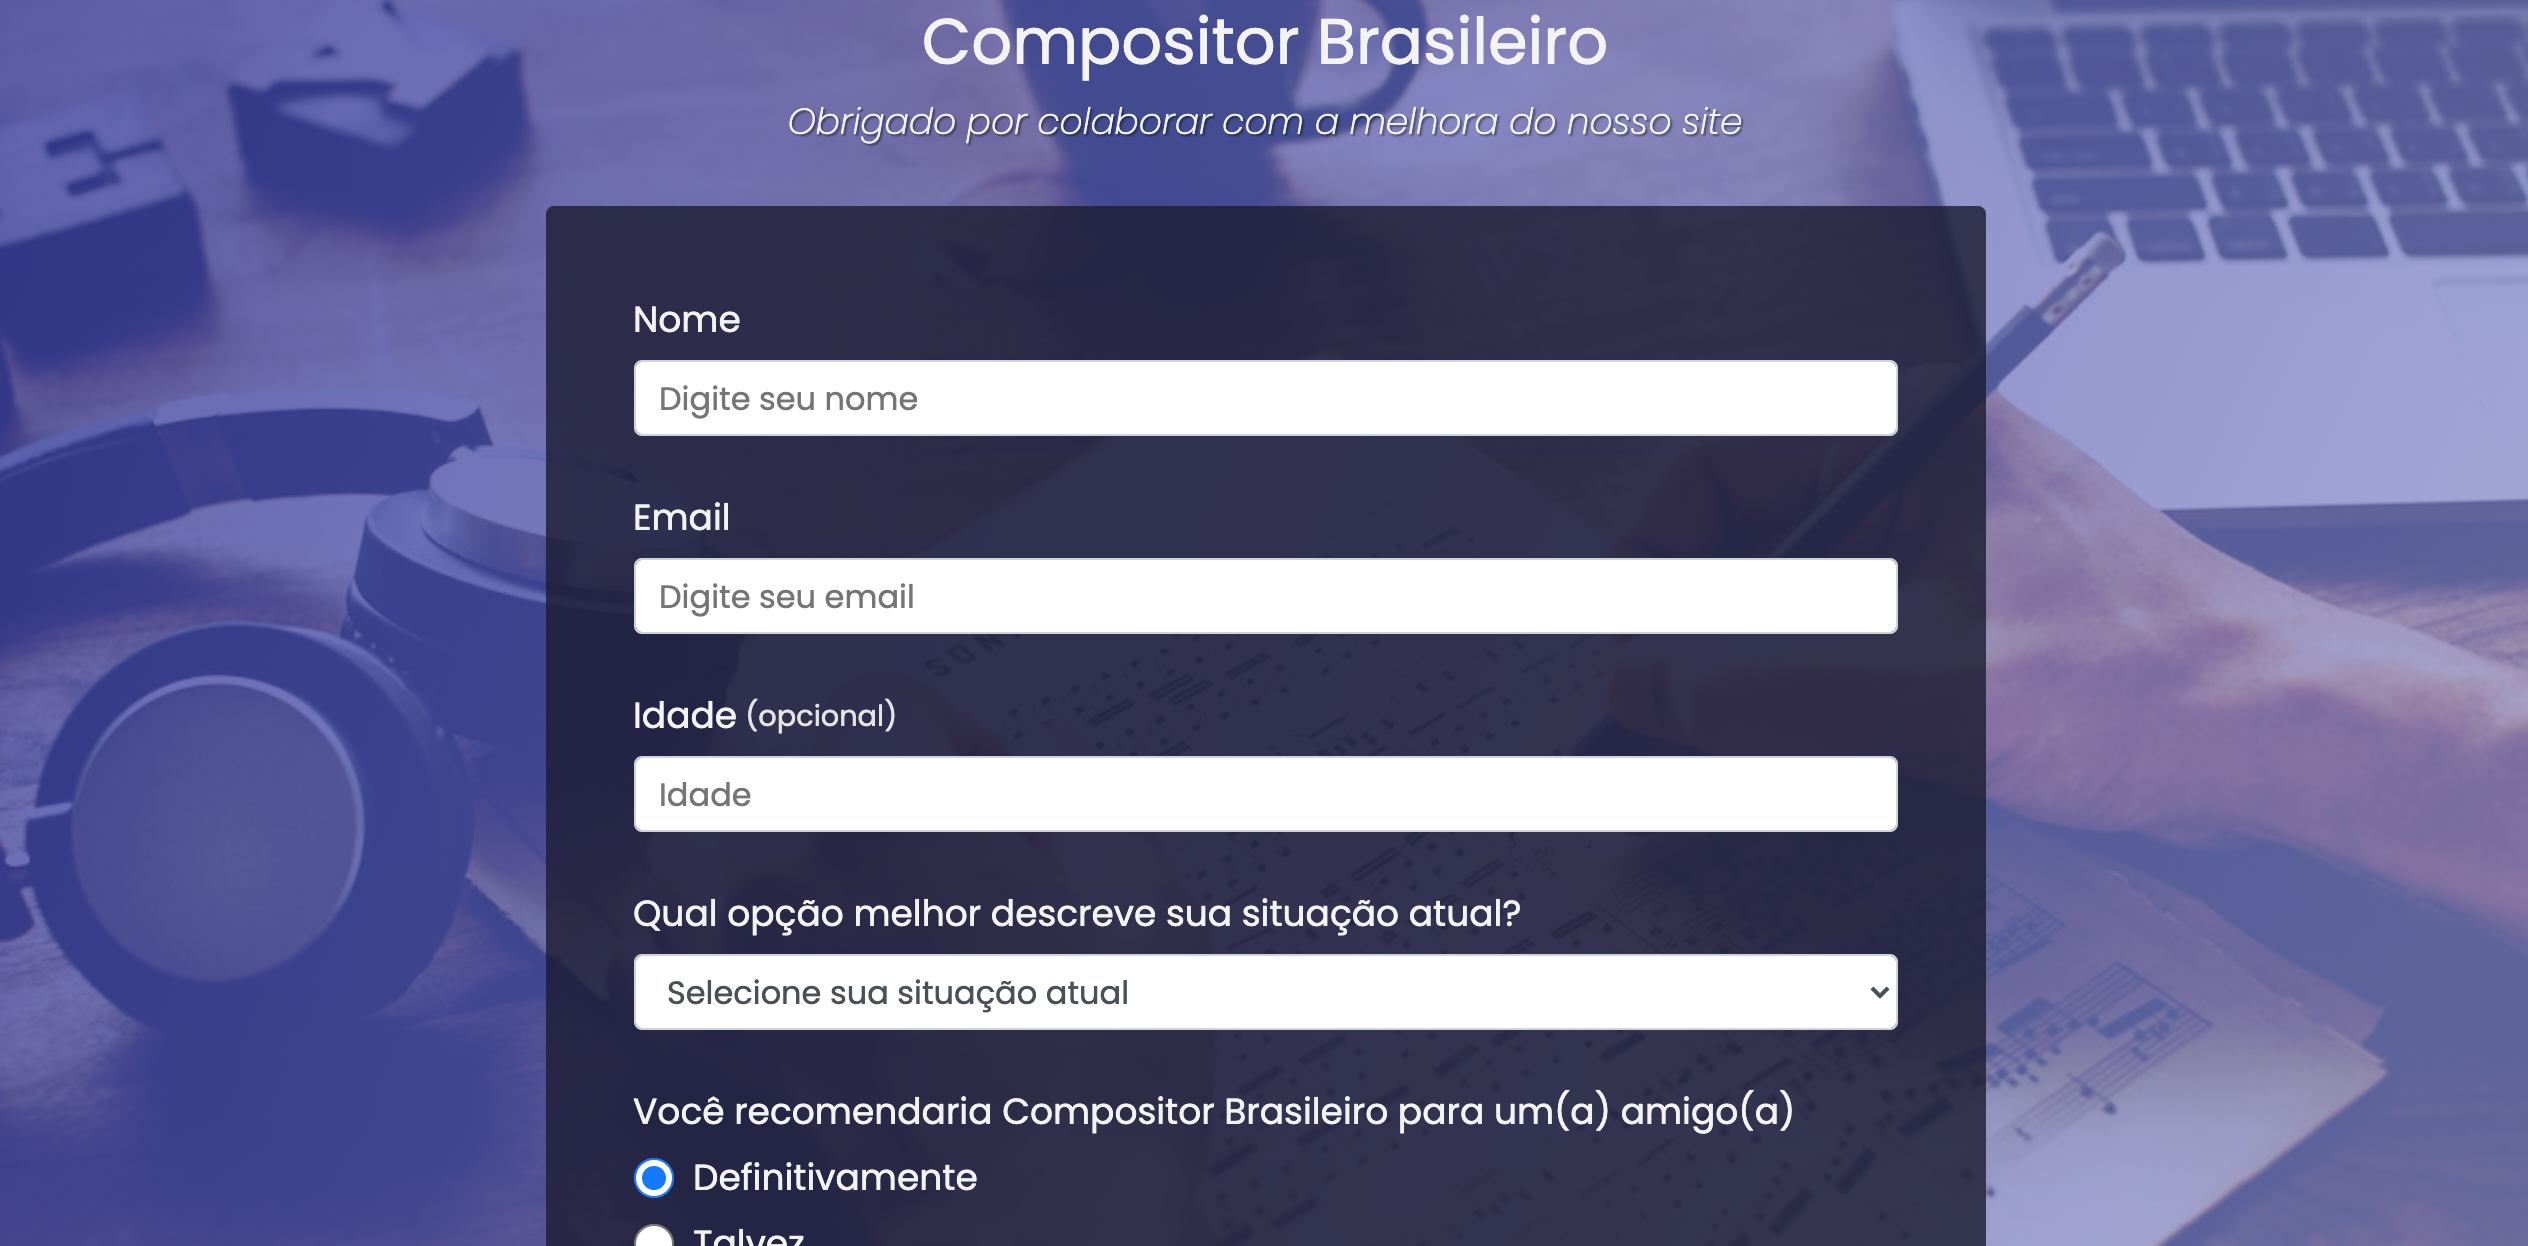 Compositor Brasileiro
Obrigado por colaborar com a melhora do nosso site
Nome
Digite seu nome
Email
Digite seu email
Idade (opcional)
Idade
Qual opção melhor descreve sua situação atual?
Selecione sua situação atual
Você recomendaria Compositor Brasileiro para um(a) amigo(a)
Definitivamente
Talvez